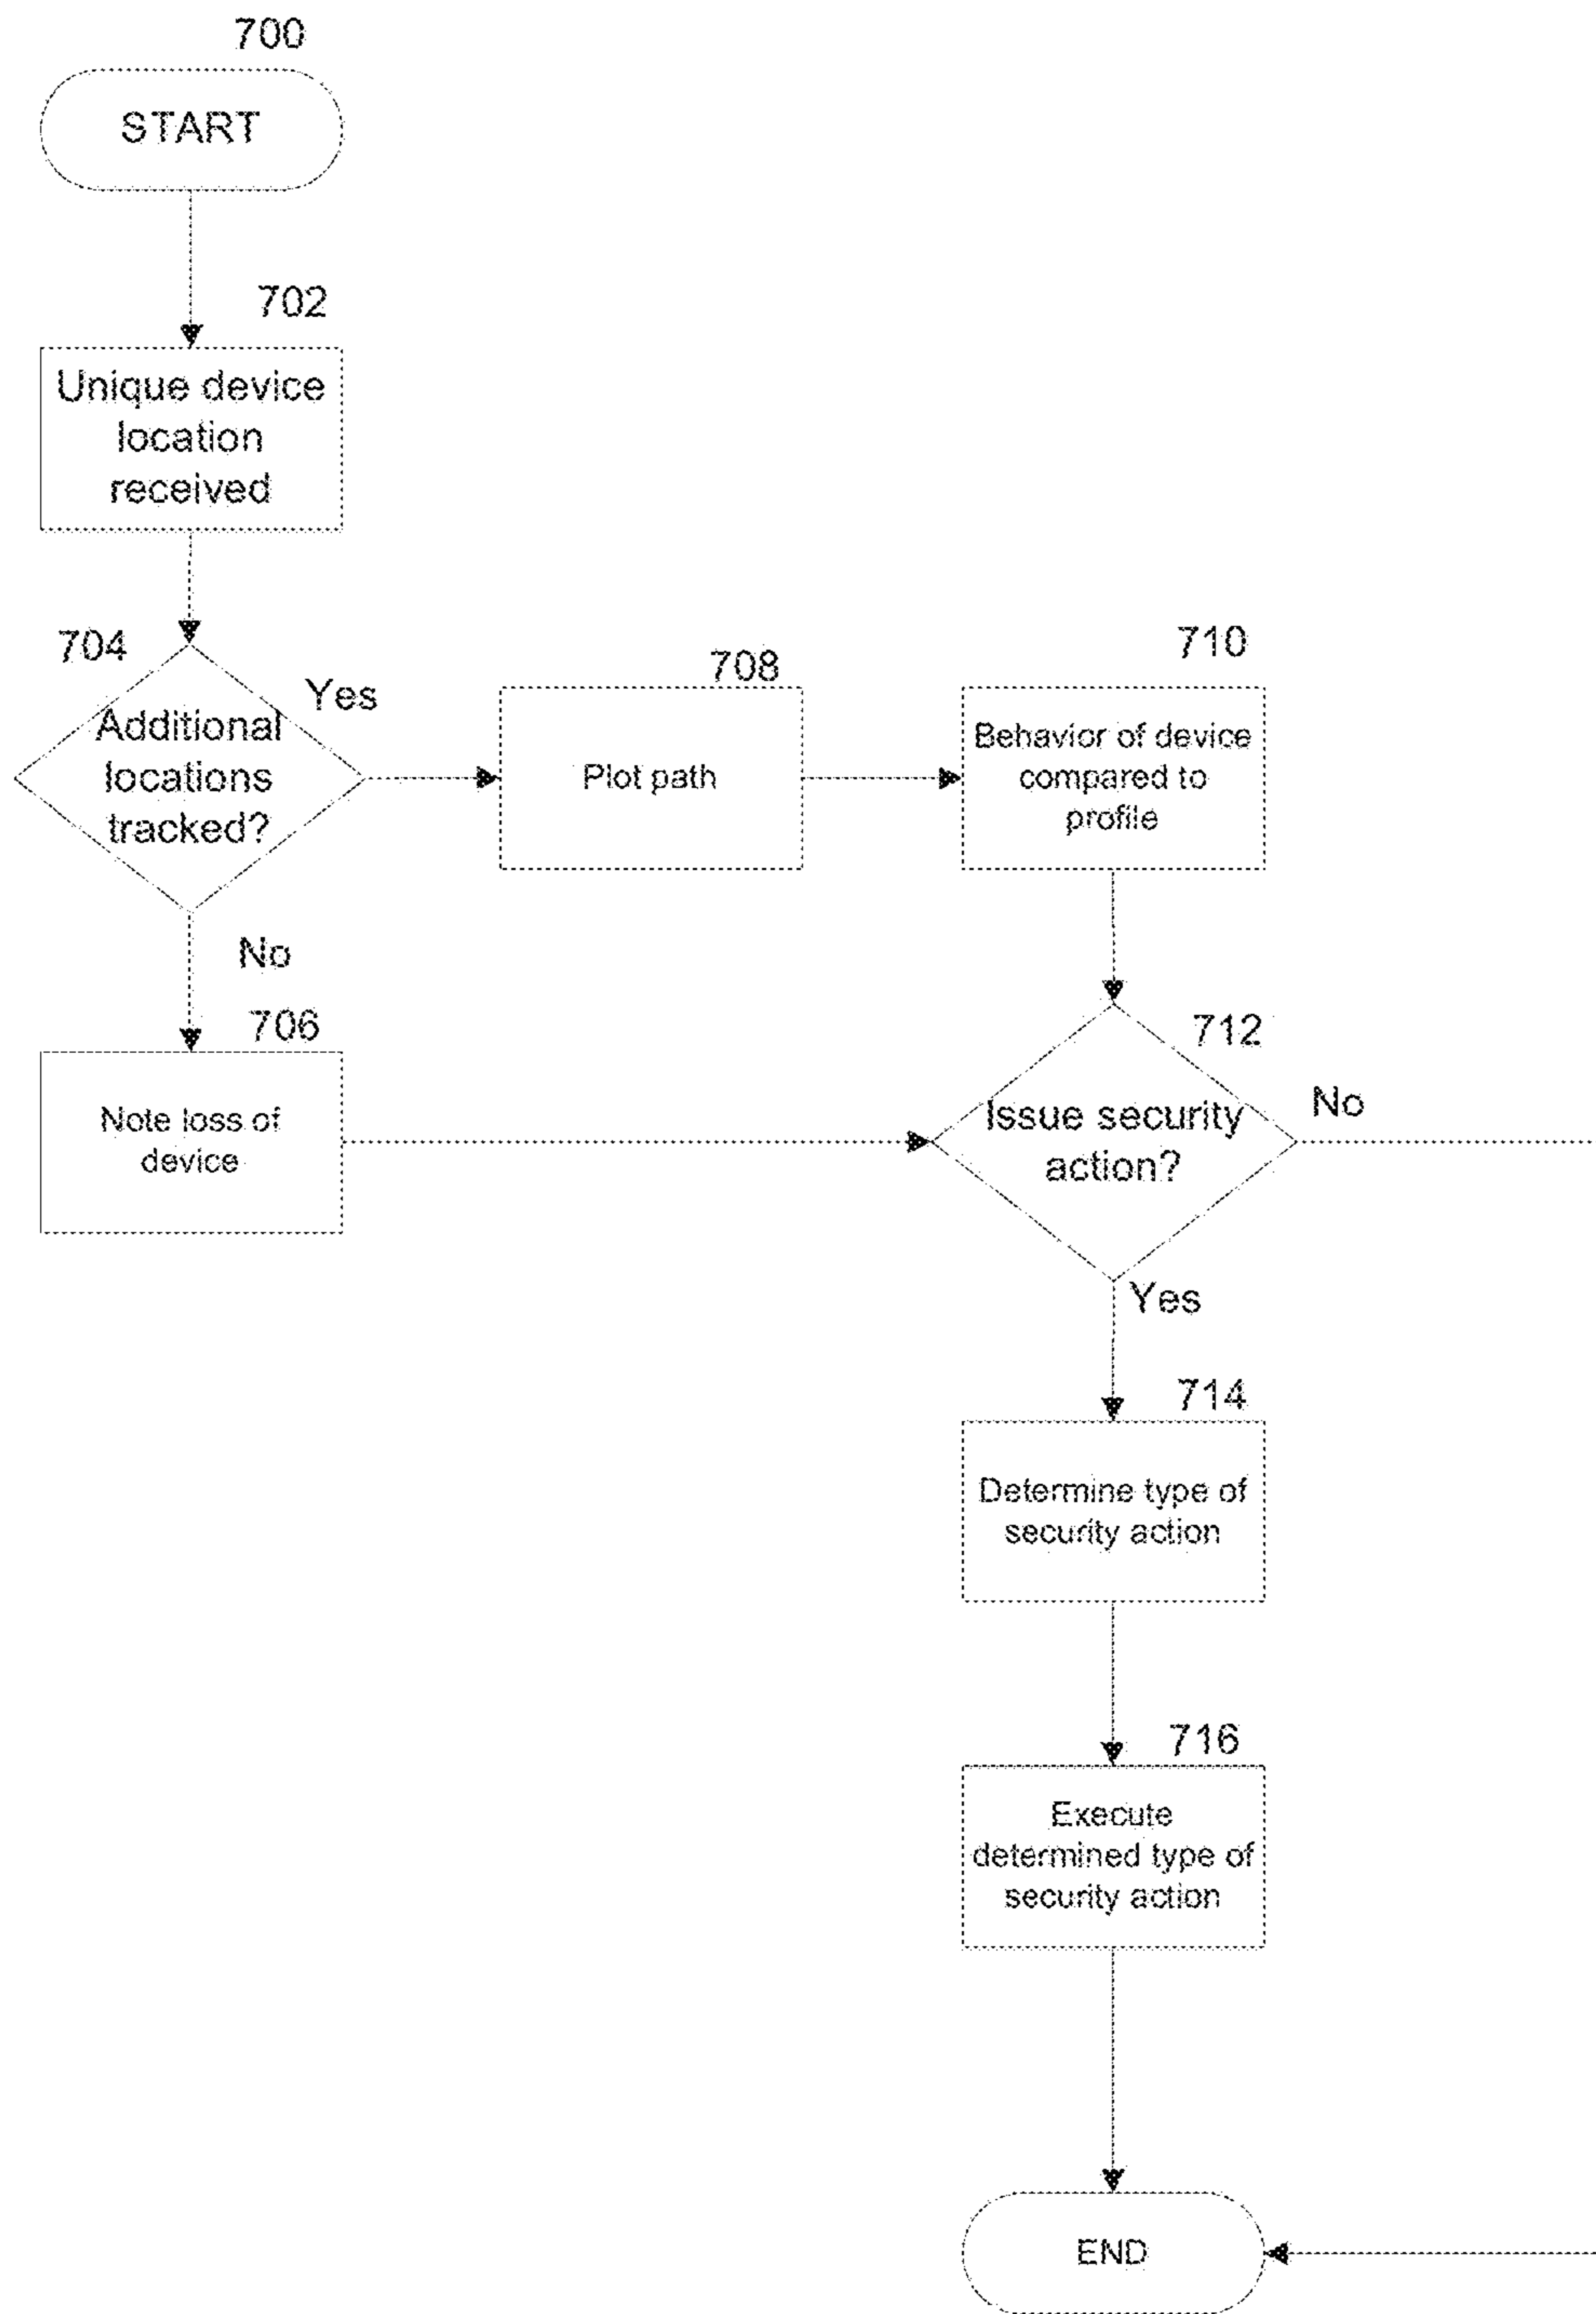 700
START
702
Unique device
location
received
704
Yes
Additional
locations
tracked?
708
Plot path
710
Behavior of device
compared to
profile
No
706
Note loss of
device
712
Issue security
action?
No
Yes
714
Determine type of
security action
716
Execute
determined type of
security action
END